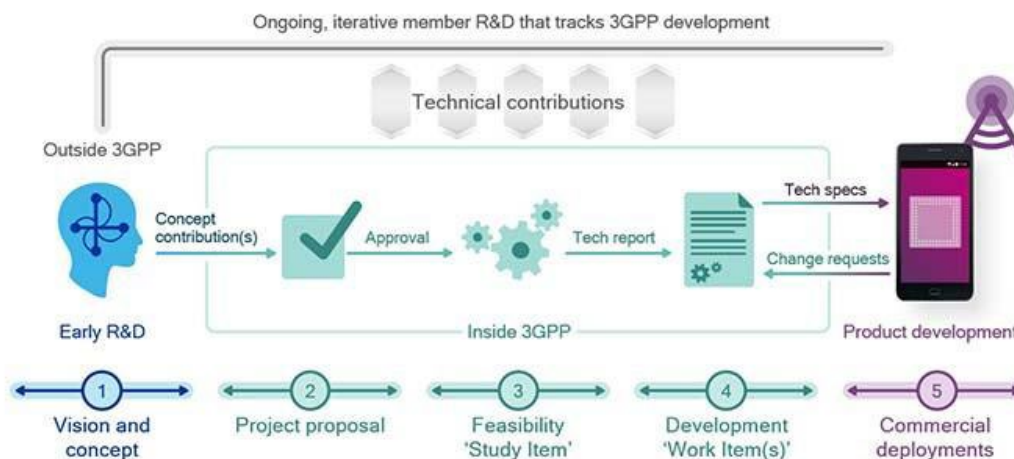 Ongoing, iterative member R&D that tracks 3GPP development
Technical contributions
Outside 3GPP
Concept
contribution(s)
Approval
Tech report
Tech specs
Change requests
Early R&D
Inside 3GPP
Product development
1
2
3
4
5
Vision and
concept
Project proposal
Feasibility
'Study Item'
Development
'Work Item(s)'
Commercial
deployments